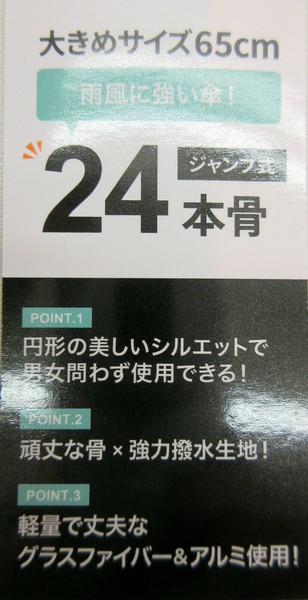 大きめサイズ65cm
雨風に強い傘!
24本骨
ジャンプ式
POINT.1
円形の美しいシルエットで
男女問わず使用できる!
POINT.2
頑丈な骨×強力撥水生地!
POINT.3
軽量で丈夫な
グラスファイバー&アルミ使用!